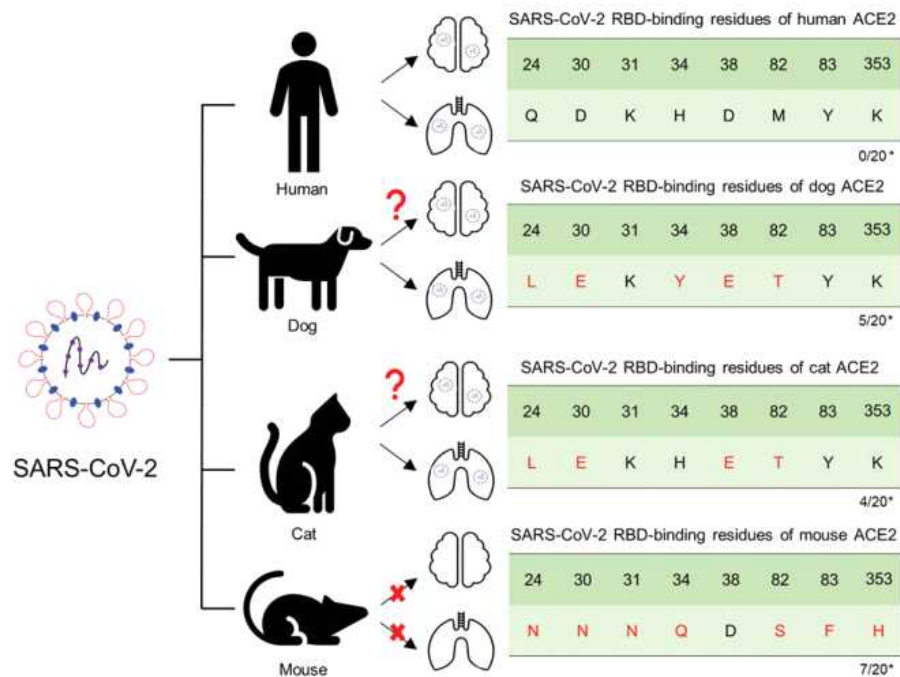 SARS-CoV-2 RBD-binding residues of human ACE2
24 30 31 34 38 82 83 353
Q D K H D M Y K
0/20*
Human
SARS-CoV-2 RBD-binding residues of dog ACE2
?
24 30 31 34 38 82 83 353
L E K Y E T Y K
5/20*
Dog
SARS-CoV-2
SARS-CoV-2 RBD-binding residues of cat ACE2
?
24 30 31 34 38 82 83 353
L E K H E T Y K
4/20*
Cat
SARS-CoV-2 RBD-binding residues of mouse ACE2
24 30 31 34 38 82 83 353
N N N Q D S F H
7/20*
Mouse